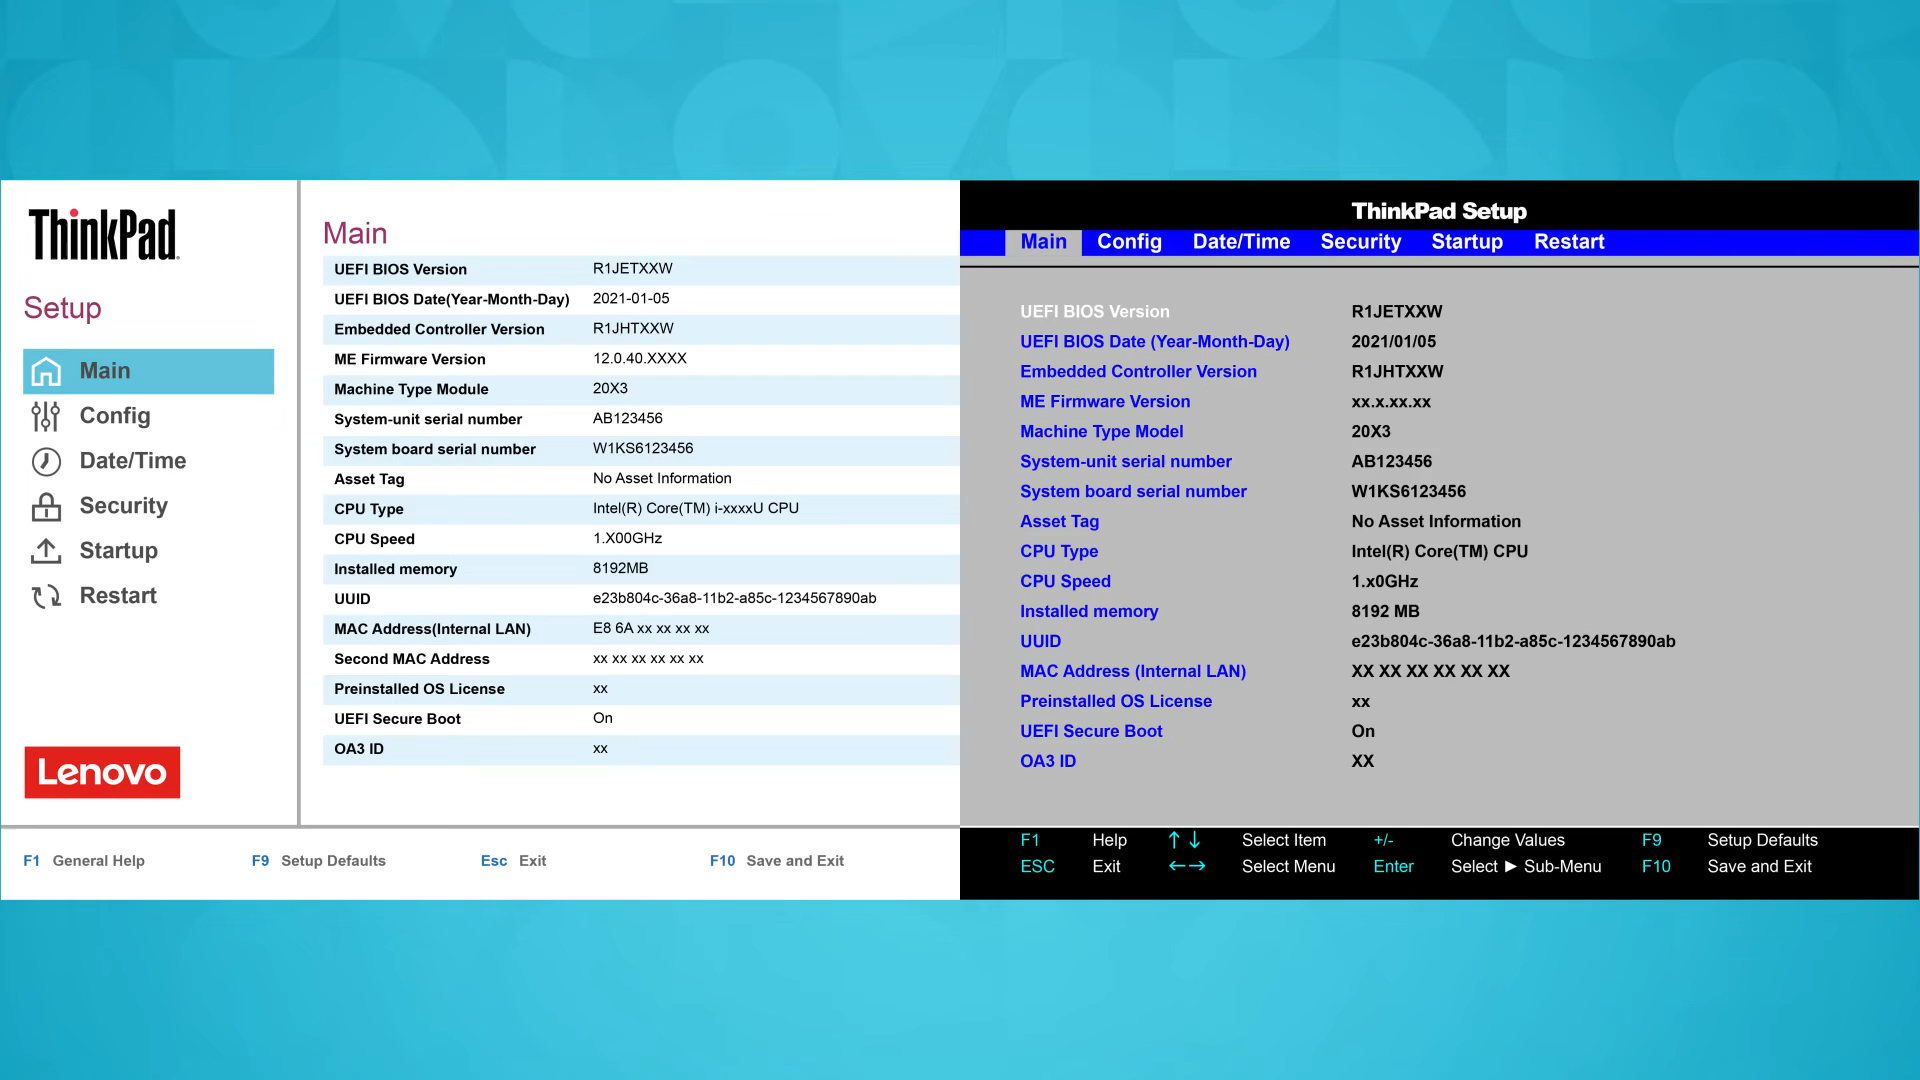 ThinkPad
Setup
Main
Config
Date/Time
Security
Startup
Restart
Lenovo
Main
UEFI BIOS Version R1JETXXW
UEFI BIOS Date(Year-Month-Day) 2021-01-05
Embedded Controller Version R1JHTXXW
ME Firmware Version 12.0.40.XXXX
Machine Type Module 20X3
System-unit serial number AB123456
System board serial number W1KS6123456
Asset Tag No Asset Information
CPU Type Intel(R) Core(TM) i-xxxxU CPU
CPU Speed 1.X00GHz
Installed memory 8192MB
UUID e23b804c-36a8-11b2-a85c-1234567890ab
MAC Address(Internal LAN) E8 6A xx xx xx xx
Second MAC Address xx xx xx xx xx xx
Preinstalled OS License xx
UEFI Secure Boot On
OA3 ID xx
F1 General Help F9 Setup Defaults Esc Exit F10 Save and Exit
ThinkPad Setup
Main Config Date/Time Security Startup Restart
UEFI BIOS Version R1JETXXW
UEFI BIOS Date (Year-Month-Day) 2021/01/05
Embedded Controller Version R1JHTXXW
ME Firmware Version xx.x.xx.xx
Machine Type Model 20X3
System-unit serial number AB123456
System board serial number W1KS6123456
Asset Tag No Asset Information
CPU Type Intel(R) Core(TM) CPU
CPU Speed 1.x0GHz
Installed memory 8192 MB
UUID e23b804c-36a8-11b2-a85c-1234567890ab
MAC Address (Internal LAN) XX XX XX XX XX XX
Preinstalled OS License xx
UEFI Secure Boot On
OA3 ID XX
F1 Help ↑↓ Select Item +/- Change Values F9 Setup Defaults
ESC Exit ←→ Select Menu Enter Select ► Sub-Menu F10 Save and Exit